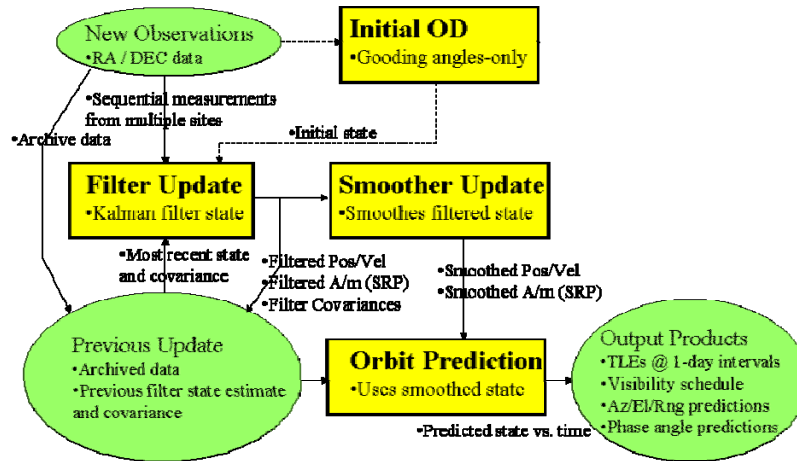 New Observations
•RA / DEC data
Initial OD
•Gooding angles-only
•Sequential measurements
from multiple sites
•Archive data
•Initial state
Filter Update
•Kalman filter state
Smoother Update
•Smoothes filtered state
•Most recent state
and covariance
•Filtered Pos/Vel
•Filtered A/m (SRP)
•Filter Covariances
•Smoothed Pos/Vel
•Smoothed A/m (SRP)
Previous Update
•Archived data
•Previous filter state estimate
and covariance
Orbit Prediction
•Uses smoothed state
Output Products
•TLEs @ 1-day intervals
•Visibility schedule
•Az/El/Rng predictions
•Phase angle predictions
•Predicted state vs. time